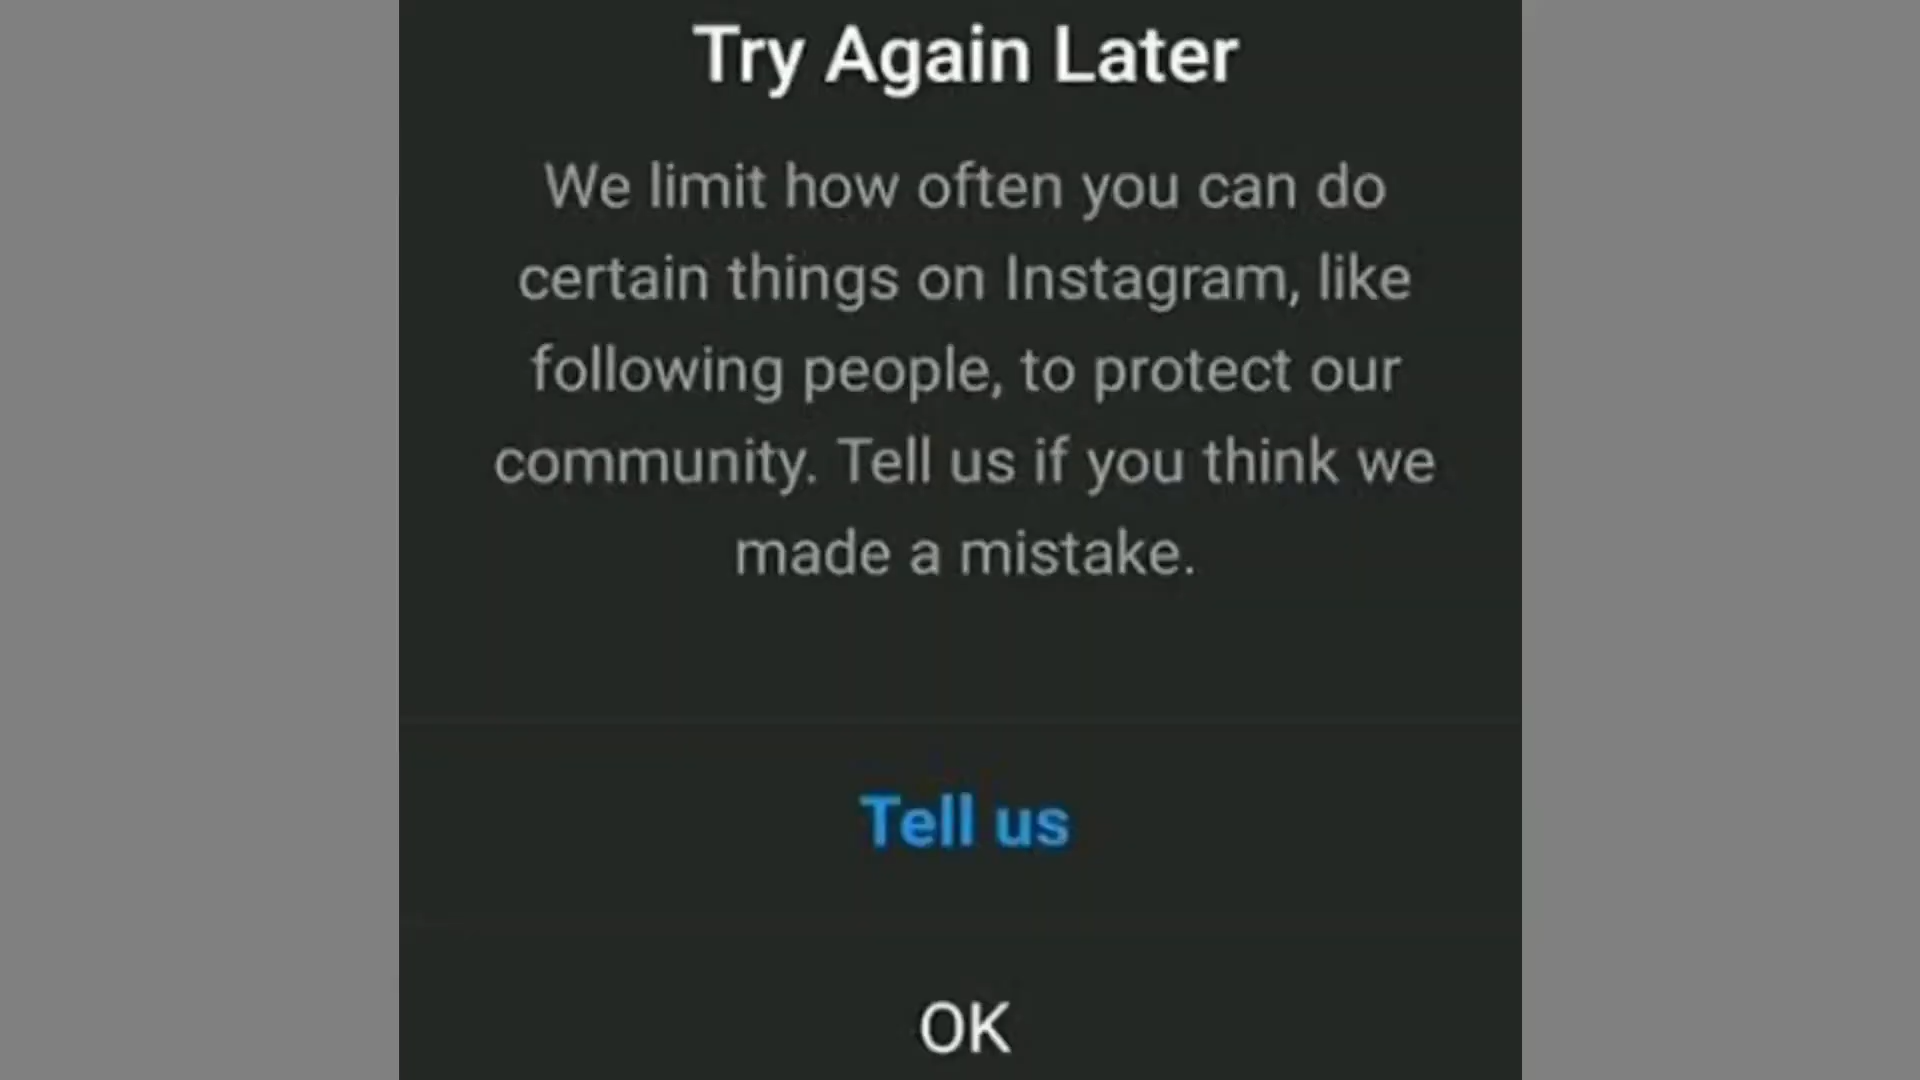 Try Again Later
We limit how often you can do
certain things on Instagram, like
following people, to protect our
community. Tell us if you think we
made a mistake.
Tell us
OK